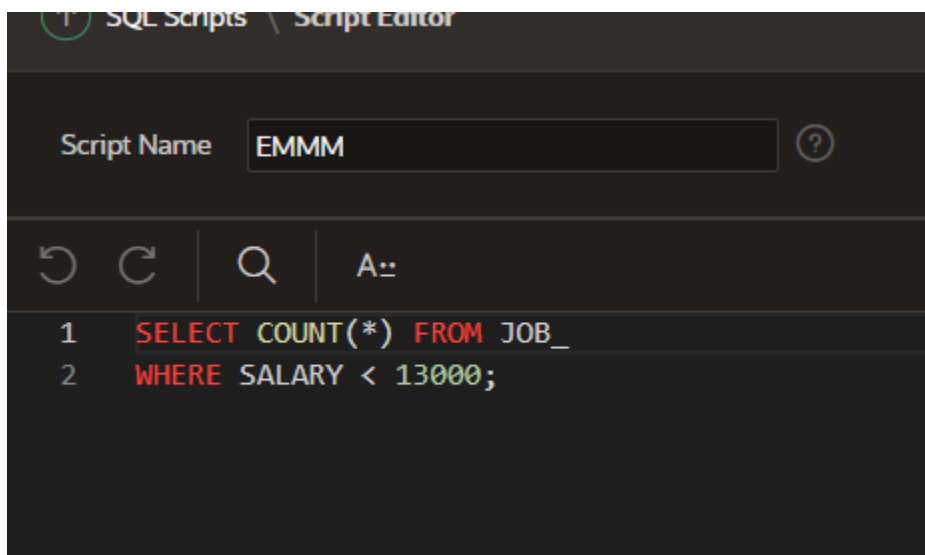 SQL Scripts \ Script Editor
Script Name EMMM ?
A::
1 SELECT COUNT(*) FROM JOB_
2 WHERE SALARY < 13000;